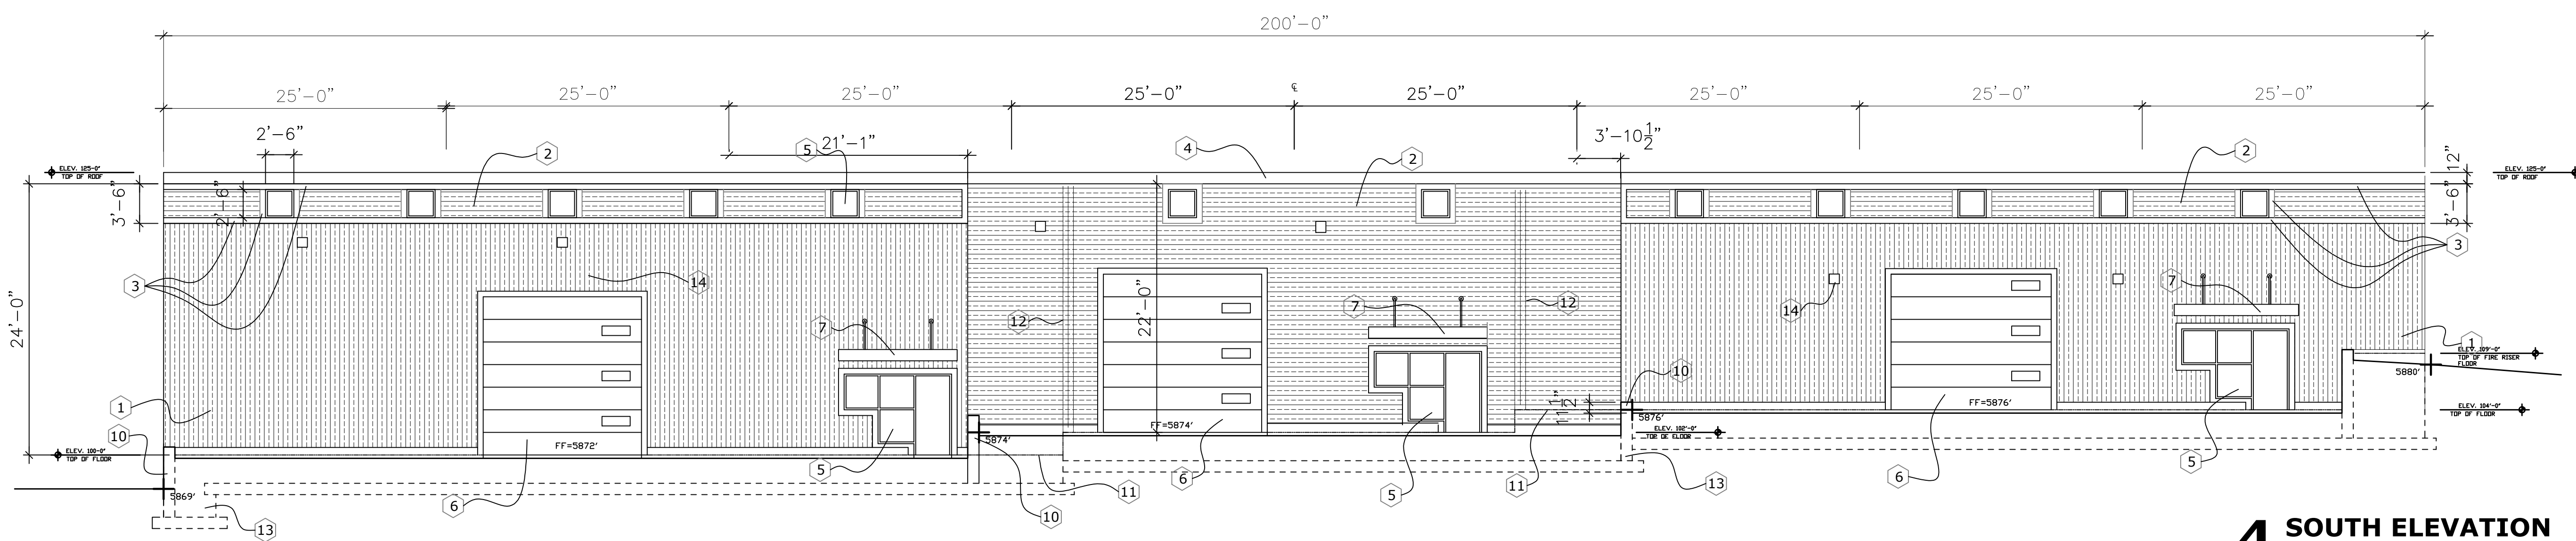 200'-0"
25'-0" 25'-0" 25'-0" 25'-0" ℄ 25'-0" 25'-0" 25'-0" 25'-0"
2'-6" 21'-1" 3'-10 1/2"
2 5 4 2 2
ELEV. 125-0"
TOP OF ROOF
12"
ELEV. 125-0"
TOP OF ROOF
3'-6" 2'-6" 3'-6"
3 14 3
24'-0" 22'-0"
7 12 7 12 14 7 1
ELEV. 109'-0"
TOP OF FIRE RISER
FLOOR
10 5880'
1 10
FF=5872' 5874' FF=5874' 5876' FF=5876'
ELEV. 104'-0"
TOP OF FLOOR
ELEV. 102'-0"
TOP OF FLOOR
ELEV. 100-0"
TOP OF FLOOR
5869'
5 6 11 6 5 11 13 6 5
13 10
SOUTH ELEVATION